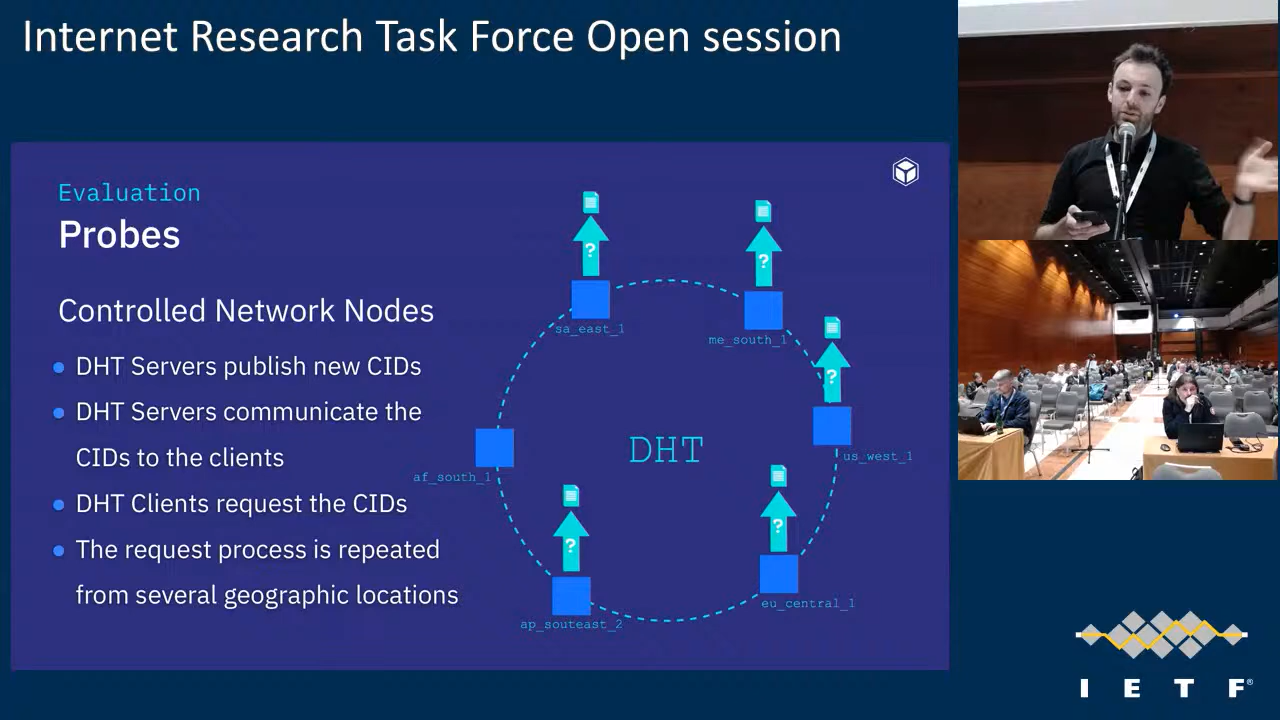 Internet Research Task Force Open session
Evaluation
Probes
Controlled Network Nodes
DHT Servers publish new CIDs
DHT Servers communicate the
CIDs to the clients
DHT Clients request the CIDs
The request process is repeated
from several geographic locations
?
sa_east_1
?
me_south_1
?
us_west_1
DHT
af_south_1
?
ap_souteast_2
?
eu_central_1
IETF®